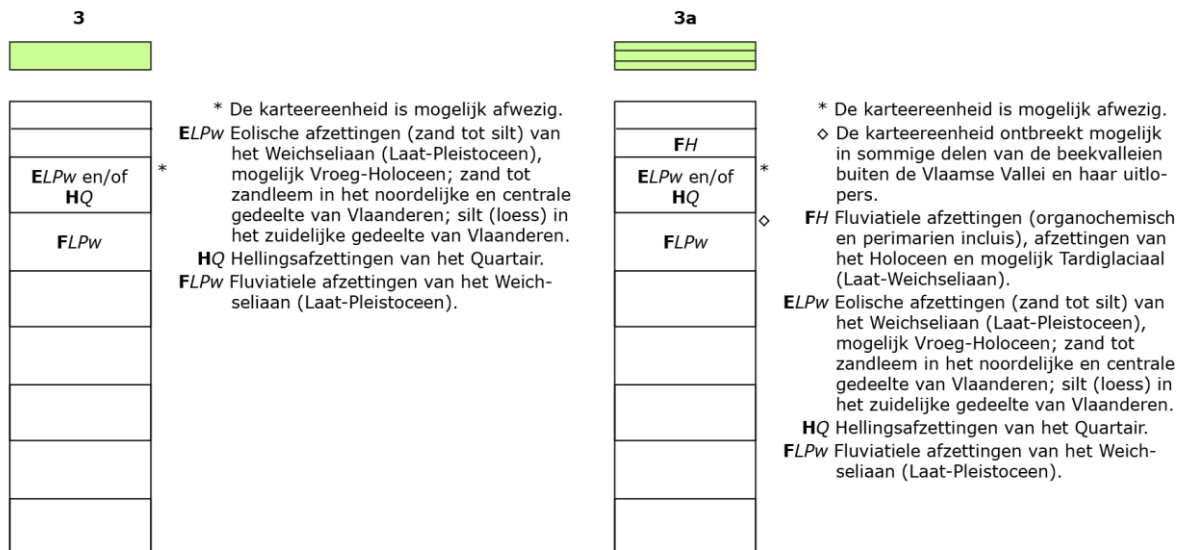 3
* De karteereenheid is mogelijk afwezig.
ELPw Eolische afzettingen (zand tot silt) van
het Weichseliaan (Laat-Pleistoceen),
mogelijk Vroeg-Holoceen; zand tot
zandleem in het noordelijke en centrale
gedeelte van Vlaanderen; silt (loess) in
het zuidelijke gedeelte van Vlaanderen.
HQ Hellingsafzettingen van het Quartair.
FLPw Fluviatiele afzettingen van het Weich-
seliaan (Laat-Pleistoceen).
ELPw en/of
HQ
*
FLPw
3a
* De karteereenheid is mogelijk afwezig.
◇ De karteereenheid ontbreekt mogelijk
in sommige delen van de beekvalleien
buiten de Vlaamse Vallei en haar uitlo-
pers.
FH Fluviatiele afzettingen (organochemisch
en perimarien incluis), afzettingen van
het Holoceen en mogelijk Tardiglaciaal
(Laat-Weichseliaan).
ELPw Eolische afzettingen (zand tot silt) van
het Weichseliaan (Laat-Pleistoceen),
mogelijk Vroeg-Holoceen; zand tot
zandleem in het noordelijke en centrale
gedeelte van Vlaanderen; silt (loess) in
het zuidelijke gedeelte van Vlaanderen.
HQ Hellingsafzettingen van het Quartair.
FLPw Fluviatiele afzettingen van het Weich-
seliaan (Laat-Pleistoceen).
FH
ELPw en/of
HQ
*
◇
FLPw